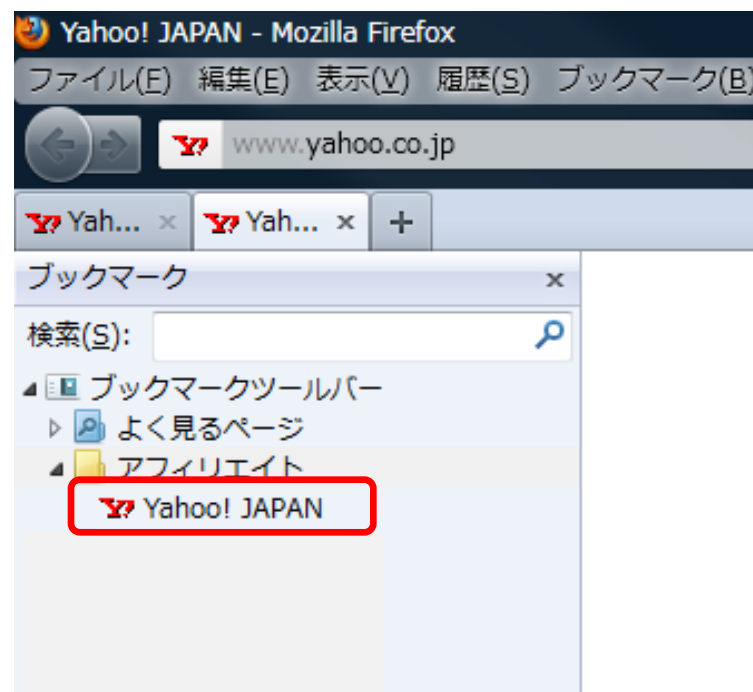 Yahoo! JAPAN - Mozilla Firefox
ファイル(F) 編集(E) 表示(V) 履歴(S) ブックマーク(B)
Y! www.yahoo.co.jp
Y! Yah... × Y! Yah... × +
ブックマーク ×
検索(S):
ブックマークツールバー
よく見るページ
アフィリエイト
Y! Yahoo! JAPAN